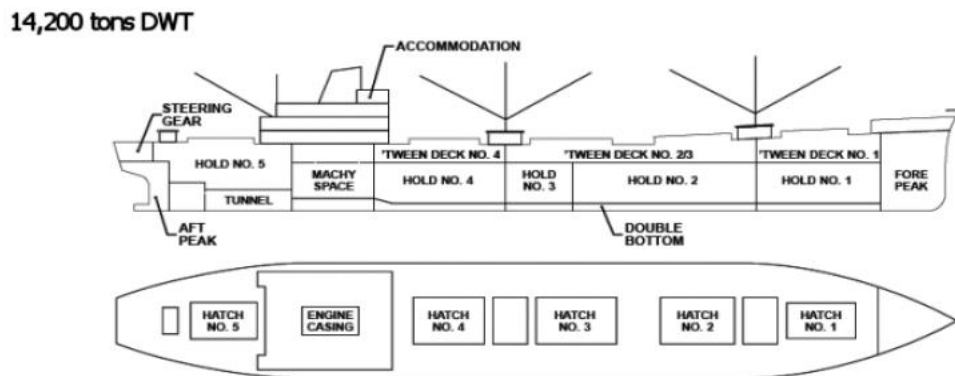 14,200 tons DWT
ACCOMMODATION
STEERING
GEAR
HOLD NO. 5
'TWEEN DECK NO. 4
'TWEEN DECK NO. 2/3
'TWEEN DECK NO. 1
MACHY
SPACE
HOLD NO. 4
HOLD
NO. 3
HOLD NO. 2
HOLD NO. 1
FORE
PEAK
TUNNEL
AFT
PEAK
DOUBLE
BOTTOM
HATCH
NO. 5
ENGINE
CASING
HATCH
NO. 4
HATCH
NO. 3
HATCH
NO. 2
HATCH
NO. 1